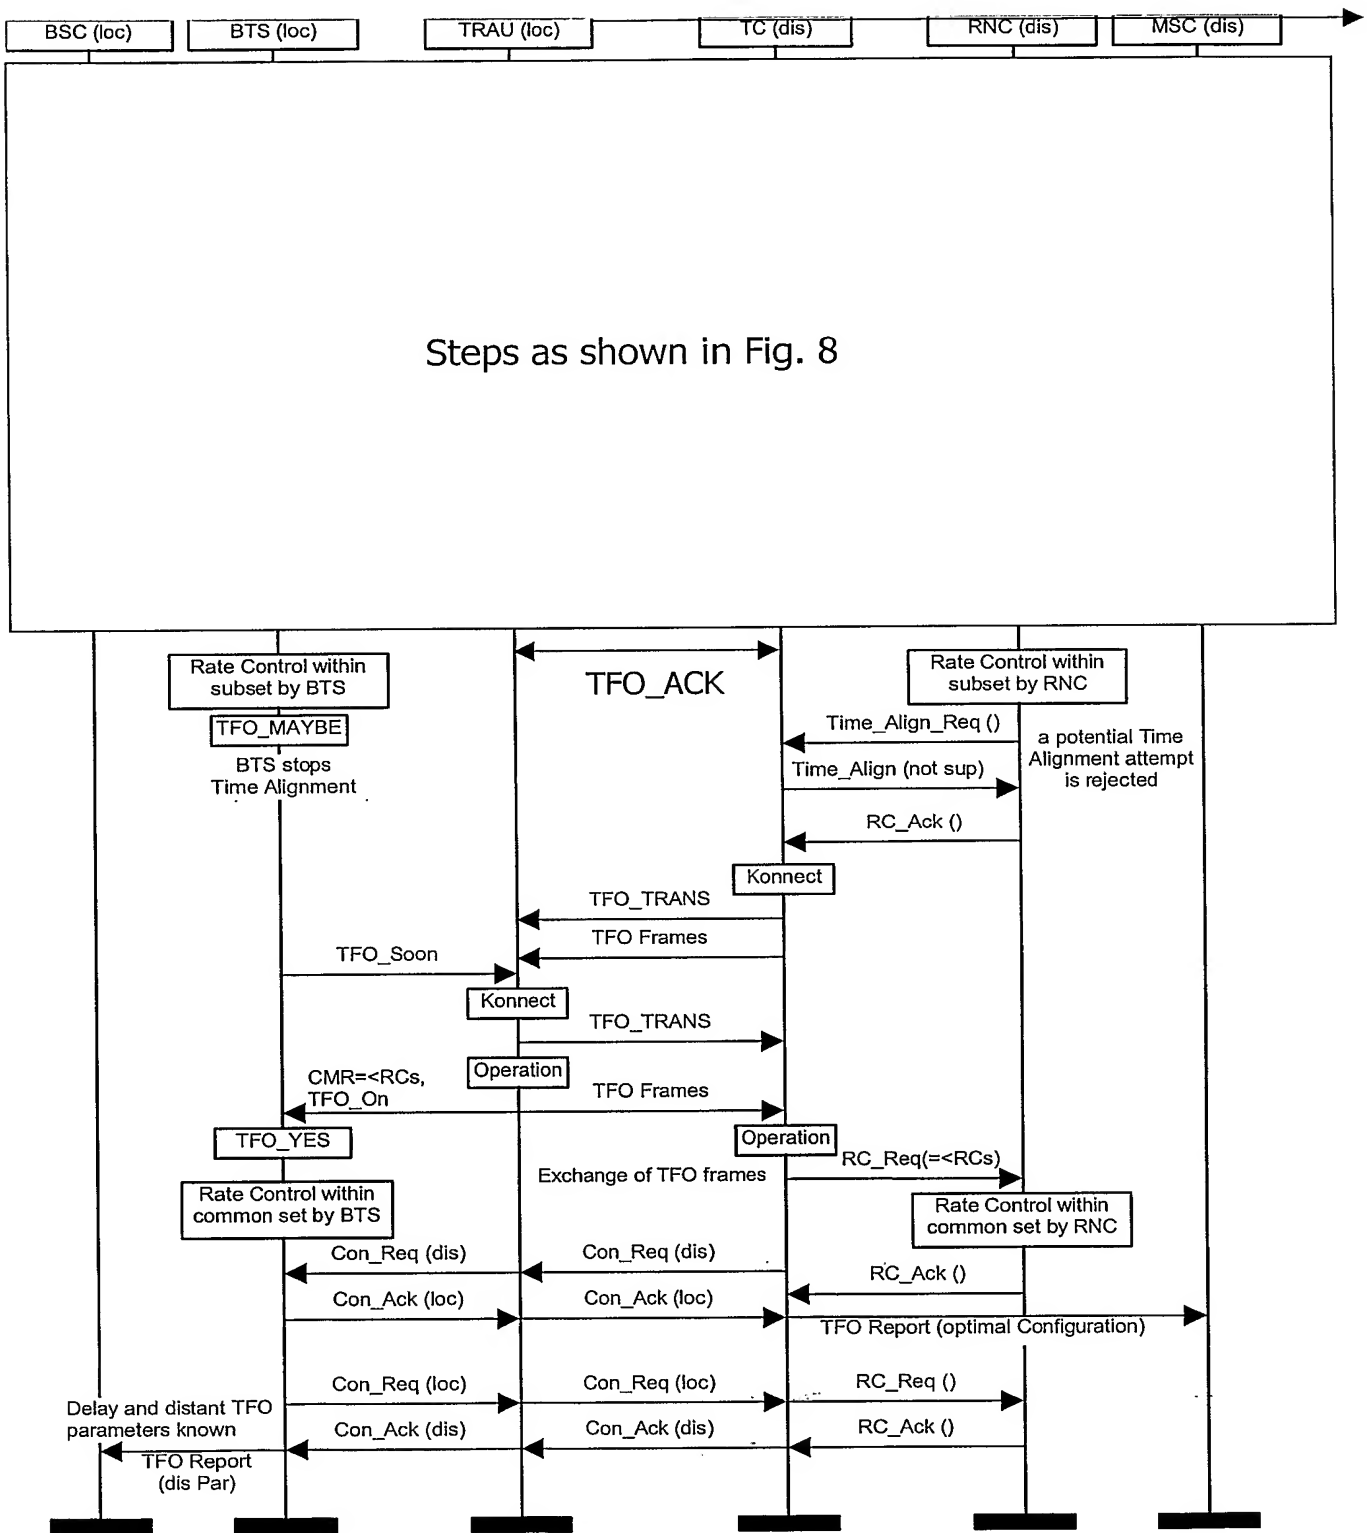 BSC (loc)
BTS (loc)
TRAU (loc)
TC (dis)
RNC (dis)
MSC (dis)
Steps as shown in Fig. 8
Rate Control within
subset by BTS
TFO_ACK
Rate Control within
subset by RNC
TFO_MAYBE
Time_Align_Req ()
BTS stops
Time Alignment
a potential Time
Alignment attempt
is rejected
Time_Align (not sup)
RC_Ack ()
Konnect
TFO_TRANS
TFO Frames
TFO_Soon
Konnect
TFO_TRANS
Operation
CMR=<RCs,
TFO_On
TFO Frames
TFO_YES
Operation
Exchange of TFO frames
RC_Req(=<RCs)
Rate Control within
common set by BTS
Rate Control within
common set by RNC
Con_Req (dis)
Con_Req (dis)
RC_Ack ()
Con_Ack (loc)
Con_Ack (loc)
TFO Report (optimal Configuration)
Con_Req (loc)
Con_Req (loc)
RC_Req ()
Delay and distant TFO
parameters known
Con_Ack (dis)
Con_Ack (dis)
RC_Ack ()
TFO Report
(dis Par)